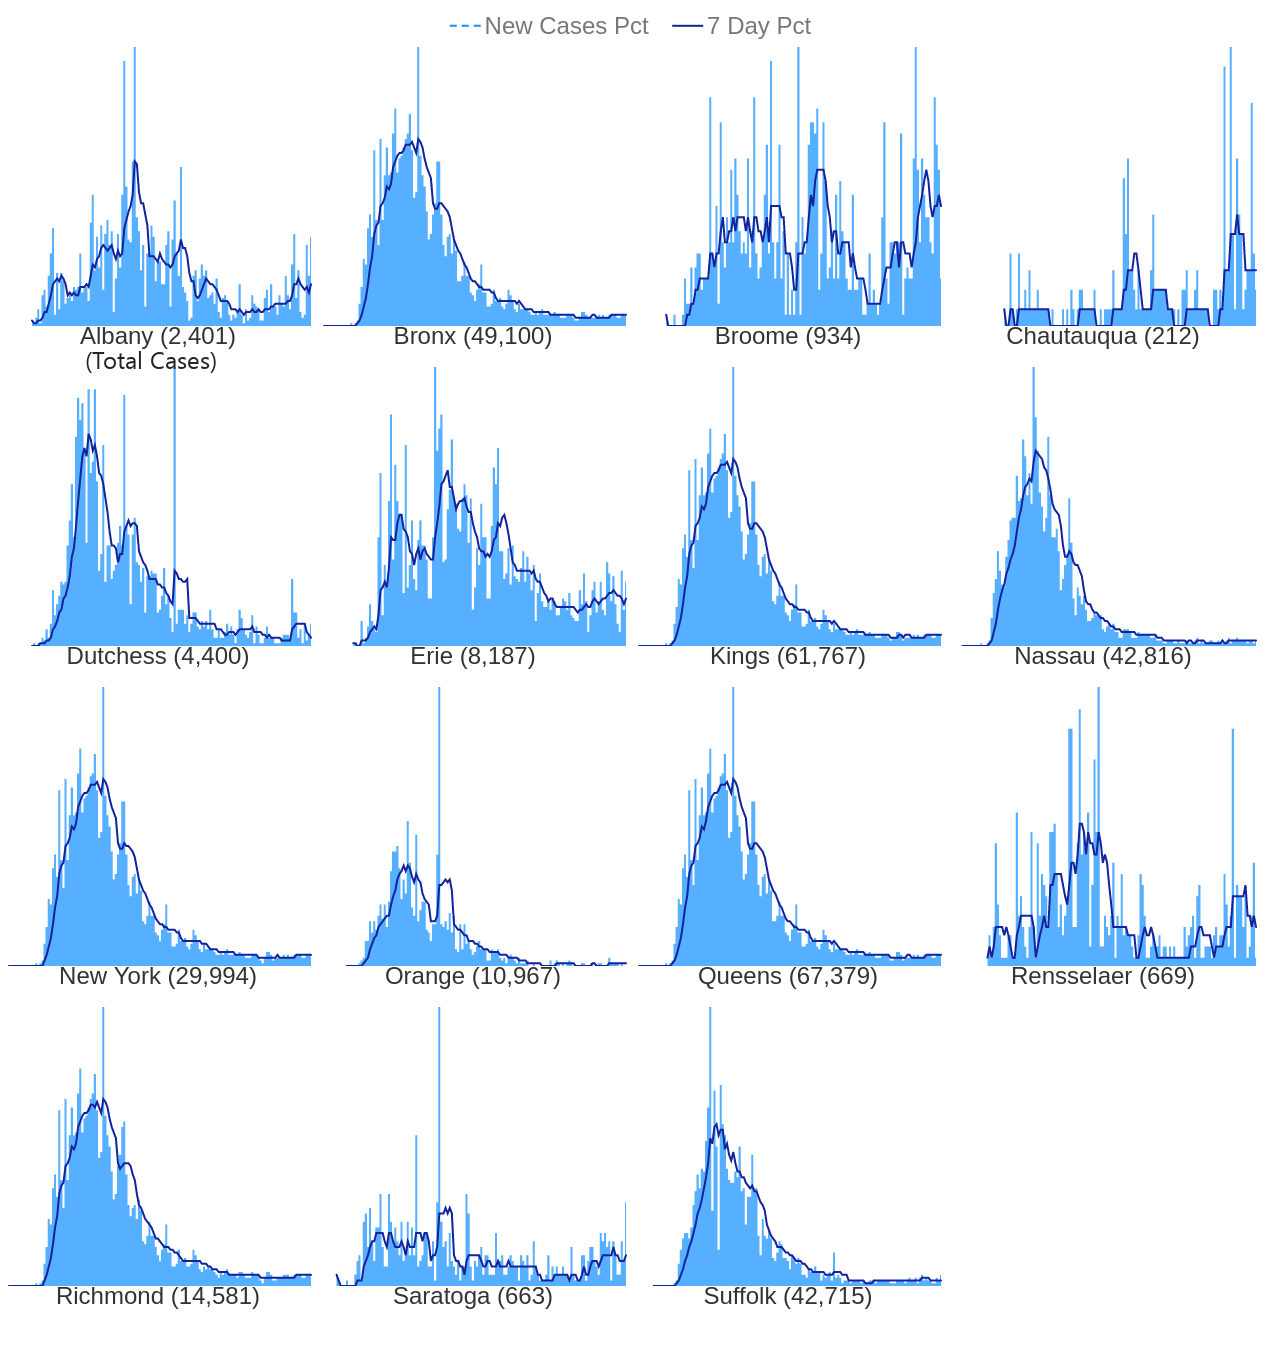 New Cases Pct 7 Day Pct
Albany (2,401) Bronx (49,100) Broome (934) Chautauqua (212)
(Total Cases)
Dutchess (4,400) Erie (8,187) Kings (61,767) Nassau (42,816)
New York (29,994) Orange (10,967) Queens (67,379) Rensselaer (669)
Richmond (14,581) Saratoga (663) Suffolk (42,715)